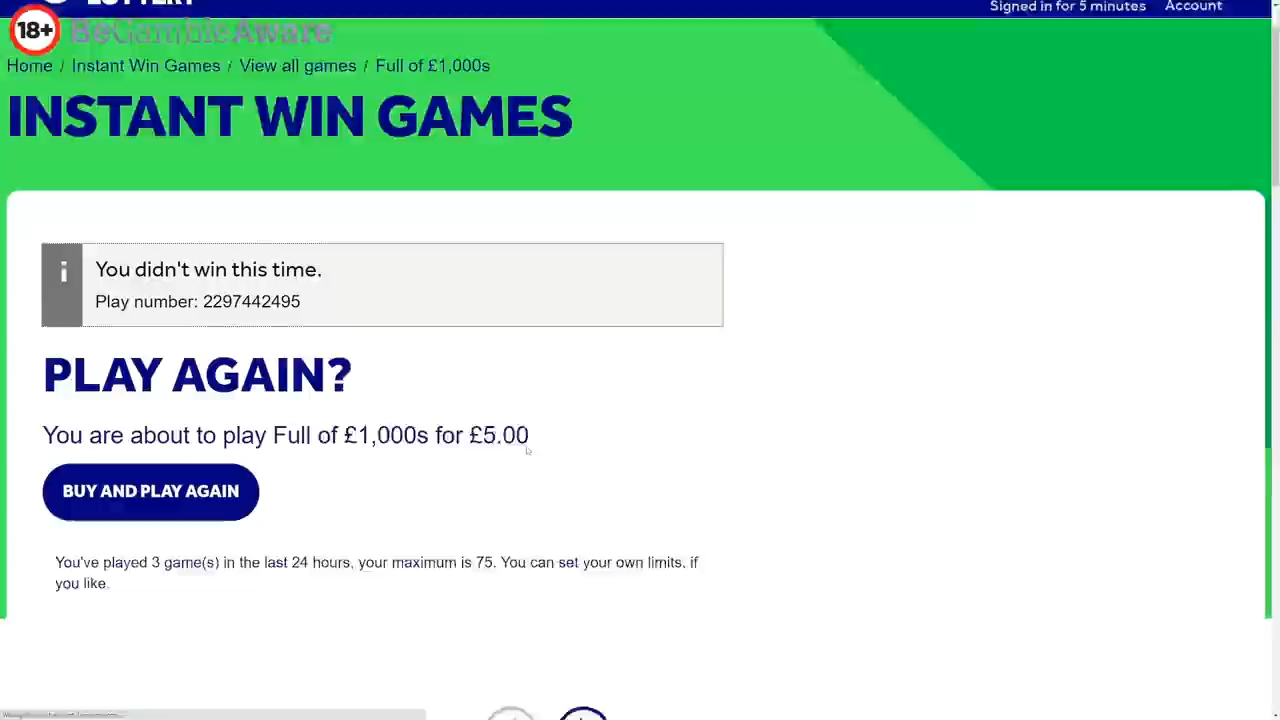 LOTTERY
Signed in for 5 minutes Account
18+ BeGambleAware
Home / Instant Win Games / View all games / Full of £1,000s
INSTANT WIN GAMES
i
You didn't win this time.
Play number: 2297442495
PLAY AGAIN?
You are about to play Full of £1,000s for £5.00
BUY AND PLAY AGAIN
You've played 3 game(s) in the last 24 hours, your maximum is 75. You can set your own limits, if
you like.